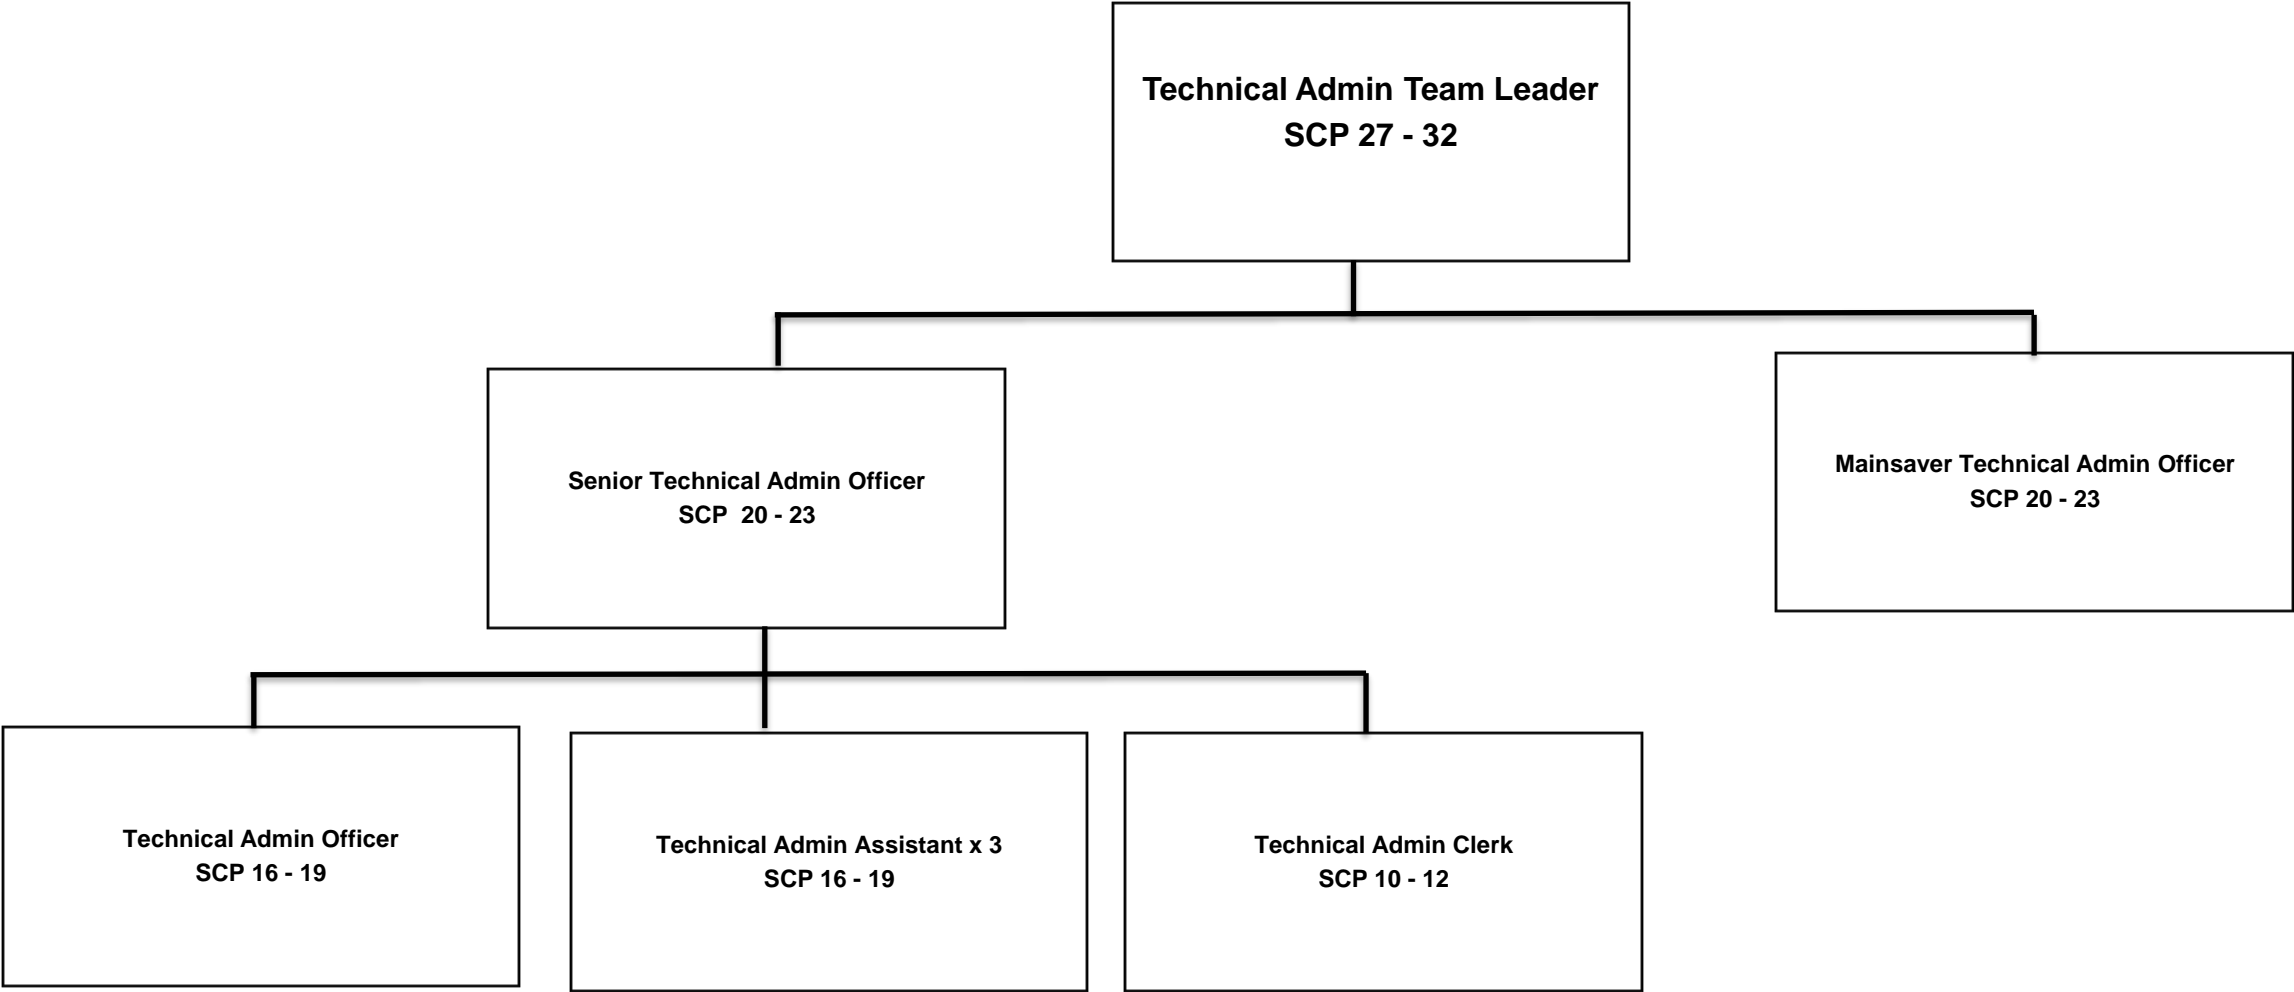 Technical Admin Team Leader
SCP 27 - 32
Senior Technical Admin Officer
SCP  20 - 23
Mainsaver Technical Admin Officer
SCP 20 - 23
Technical Admin Officer
SCP 16 - 19
Technical Admin Assistant x 3
SCP 16 - 19
Technical Admin Clerk
SCP 10 - 12